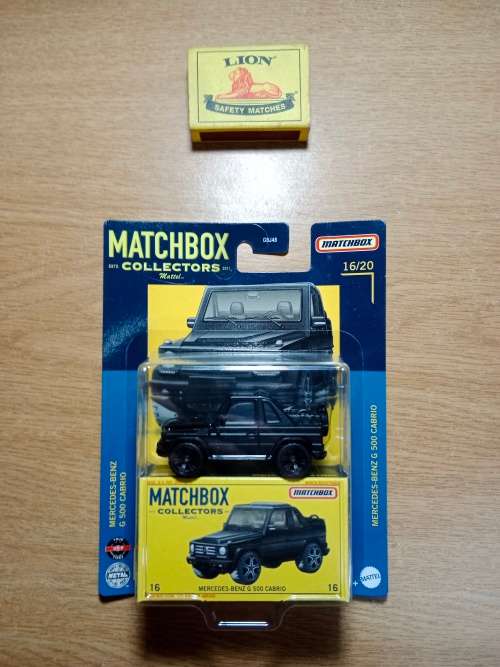 LION
SAFETY MATCHES
MATCHBOX
COLLECTORS
Mattel
GBJ48
MATCHBOX
16/20
MERCEDES-BENZ
G 500 CABRIO
MERCEDES-BENZ G 500 CABRIO
MATCHBOX
COLLECTORS
Mattel
MATCHBOX
16
MERCEDES-BENZ G 500 CABRIO
16
METAL
MATTEL